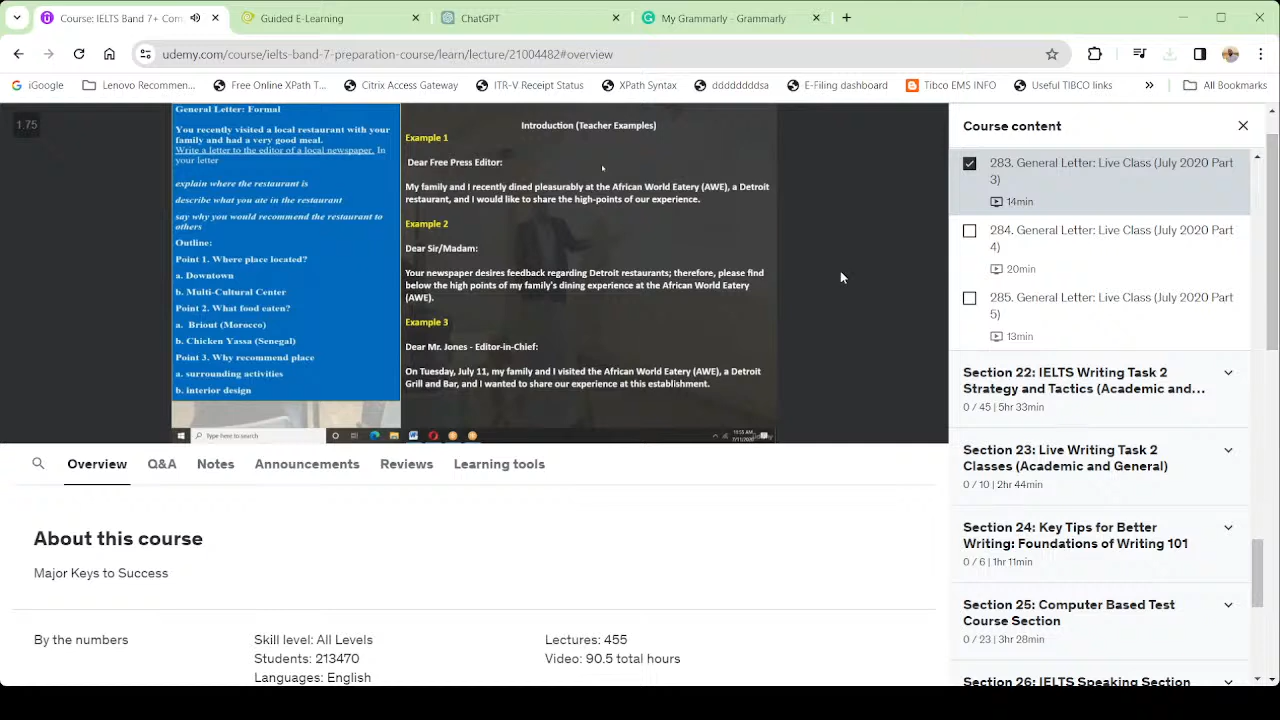 Course: IELTS Band 7+ Com
Guided E-Learning
ChatGPT
My Grammarly - Grammarly
udemy.com/course/ielts-band-7-preparation-course/learn/lecture/21004482#overview
iGoogle
Lenovo Recommen...
Free Online XPath T...
Citrix Access Gateway
ITR-V Receipt Status
XPath Syntax
ddddddddsa
E-Filing dashboard
Tibco EMS INFO
Useful TIBCO links
»
All Bookmarks
1.75
General Letter: Formal
You recently visited a local restaurant with your
family and had a very good meal.
Write a letter to the editor of a local newspaper. In
your letter
explain where the restaurant is
describe what you ate in the restaurant
say why you would recommend the restaurant to
others
Outline:
Point 1. Where place located?
a. Downtown
b. Multi-Cultural Center
Point 2. What food eaten?
a. Briout (Morocco)
b. Chicken Yassa (Senegal)
Point 3. Why recommend place
a. surrounding activities
b. interior design
Introduction (Teacher Examples)
Example 1
Dear Free Press Editor:
My family and I recently dined pleasurably at the African World Eatery (AWE), a Detroit
restaurant, and I would like to share the high-points of our experience.
Example 2
Dear Sir/Madam:
Your newspaper desires feedback regarding Detroit restaurants; therefore, please find
below the high points of my family's dining experience at the African World Eatery
(AWE).
Example 3
Dear Mr. Jones - Editor-in-Chief:
On Tuesday, July 11, my family and I visited the African World Eatery (AWE), a Detroit
Grill and Bar, and I wanted to share our experience at this establishment.
Type here to search
10:55 AM
7/11/2020
Overview
Q&A
Notes
Announcements
Reviews
Learning tools
About this course
Major Keys to Success
By the numbers
Skill level: All Levels
Students: 213470
Languages: English
Lectures: 455
Video: 90.5 total hours
Course content
283. General Letter: Live Class (July 2020 Part
3)
14min
284. General Letter: Live Class (July 2020 Part
4)
20min
285. General Letter: Live Class (July 2020 Part
5)
13min
Section 22: IELTS Writing Task 2
Strategy and Tactics (Academic and...
0 / 45 | 5hr 33min
Section 23: Live Writing Task 2
Classes (Academic and General)
0 / 10 | 2hr 44min
Section 24: Key Tips for Better
Writing: Foundations of Writing 101
0 / 6 | 1hr 11min
Section 25: Computer Based Test
Course Section
0 / 23 | 3hr 28min
Section 26: IELTS Speaking Section